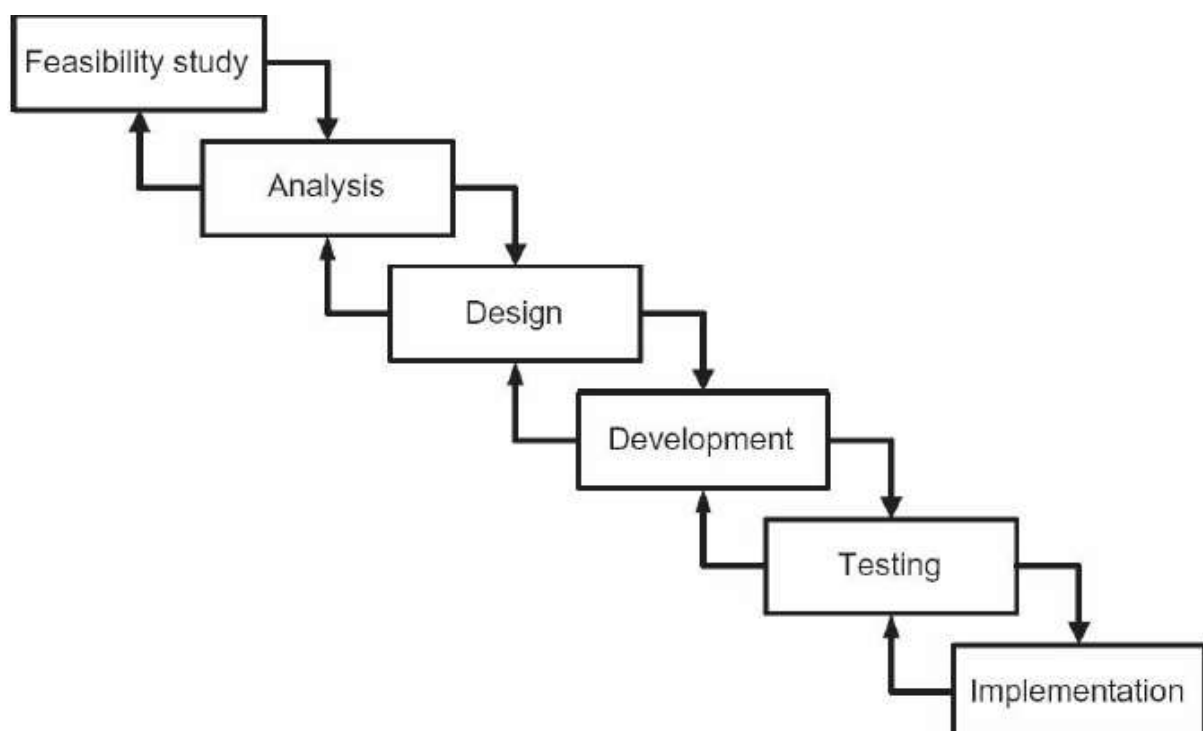 Feasibility study
Analysis
Design
Development
Testing
Implementation